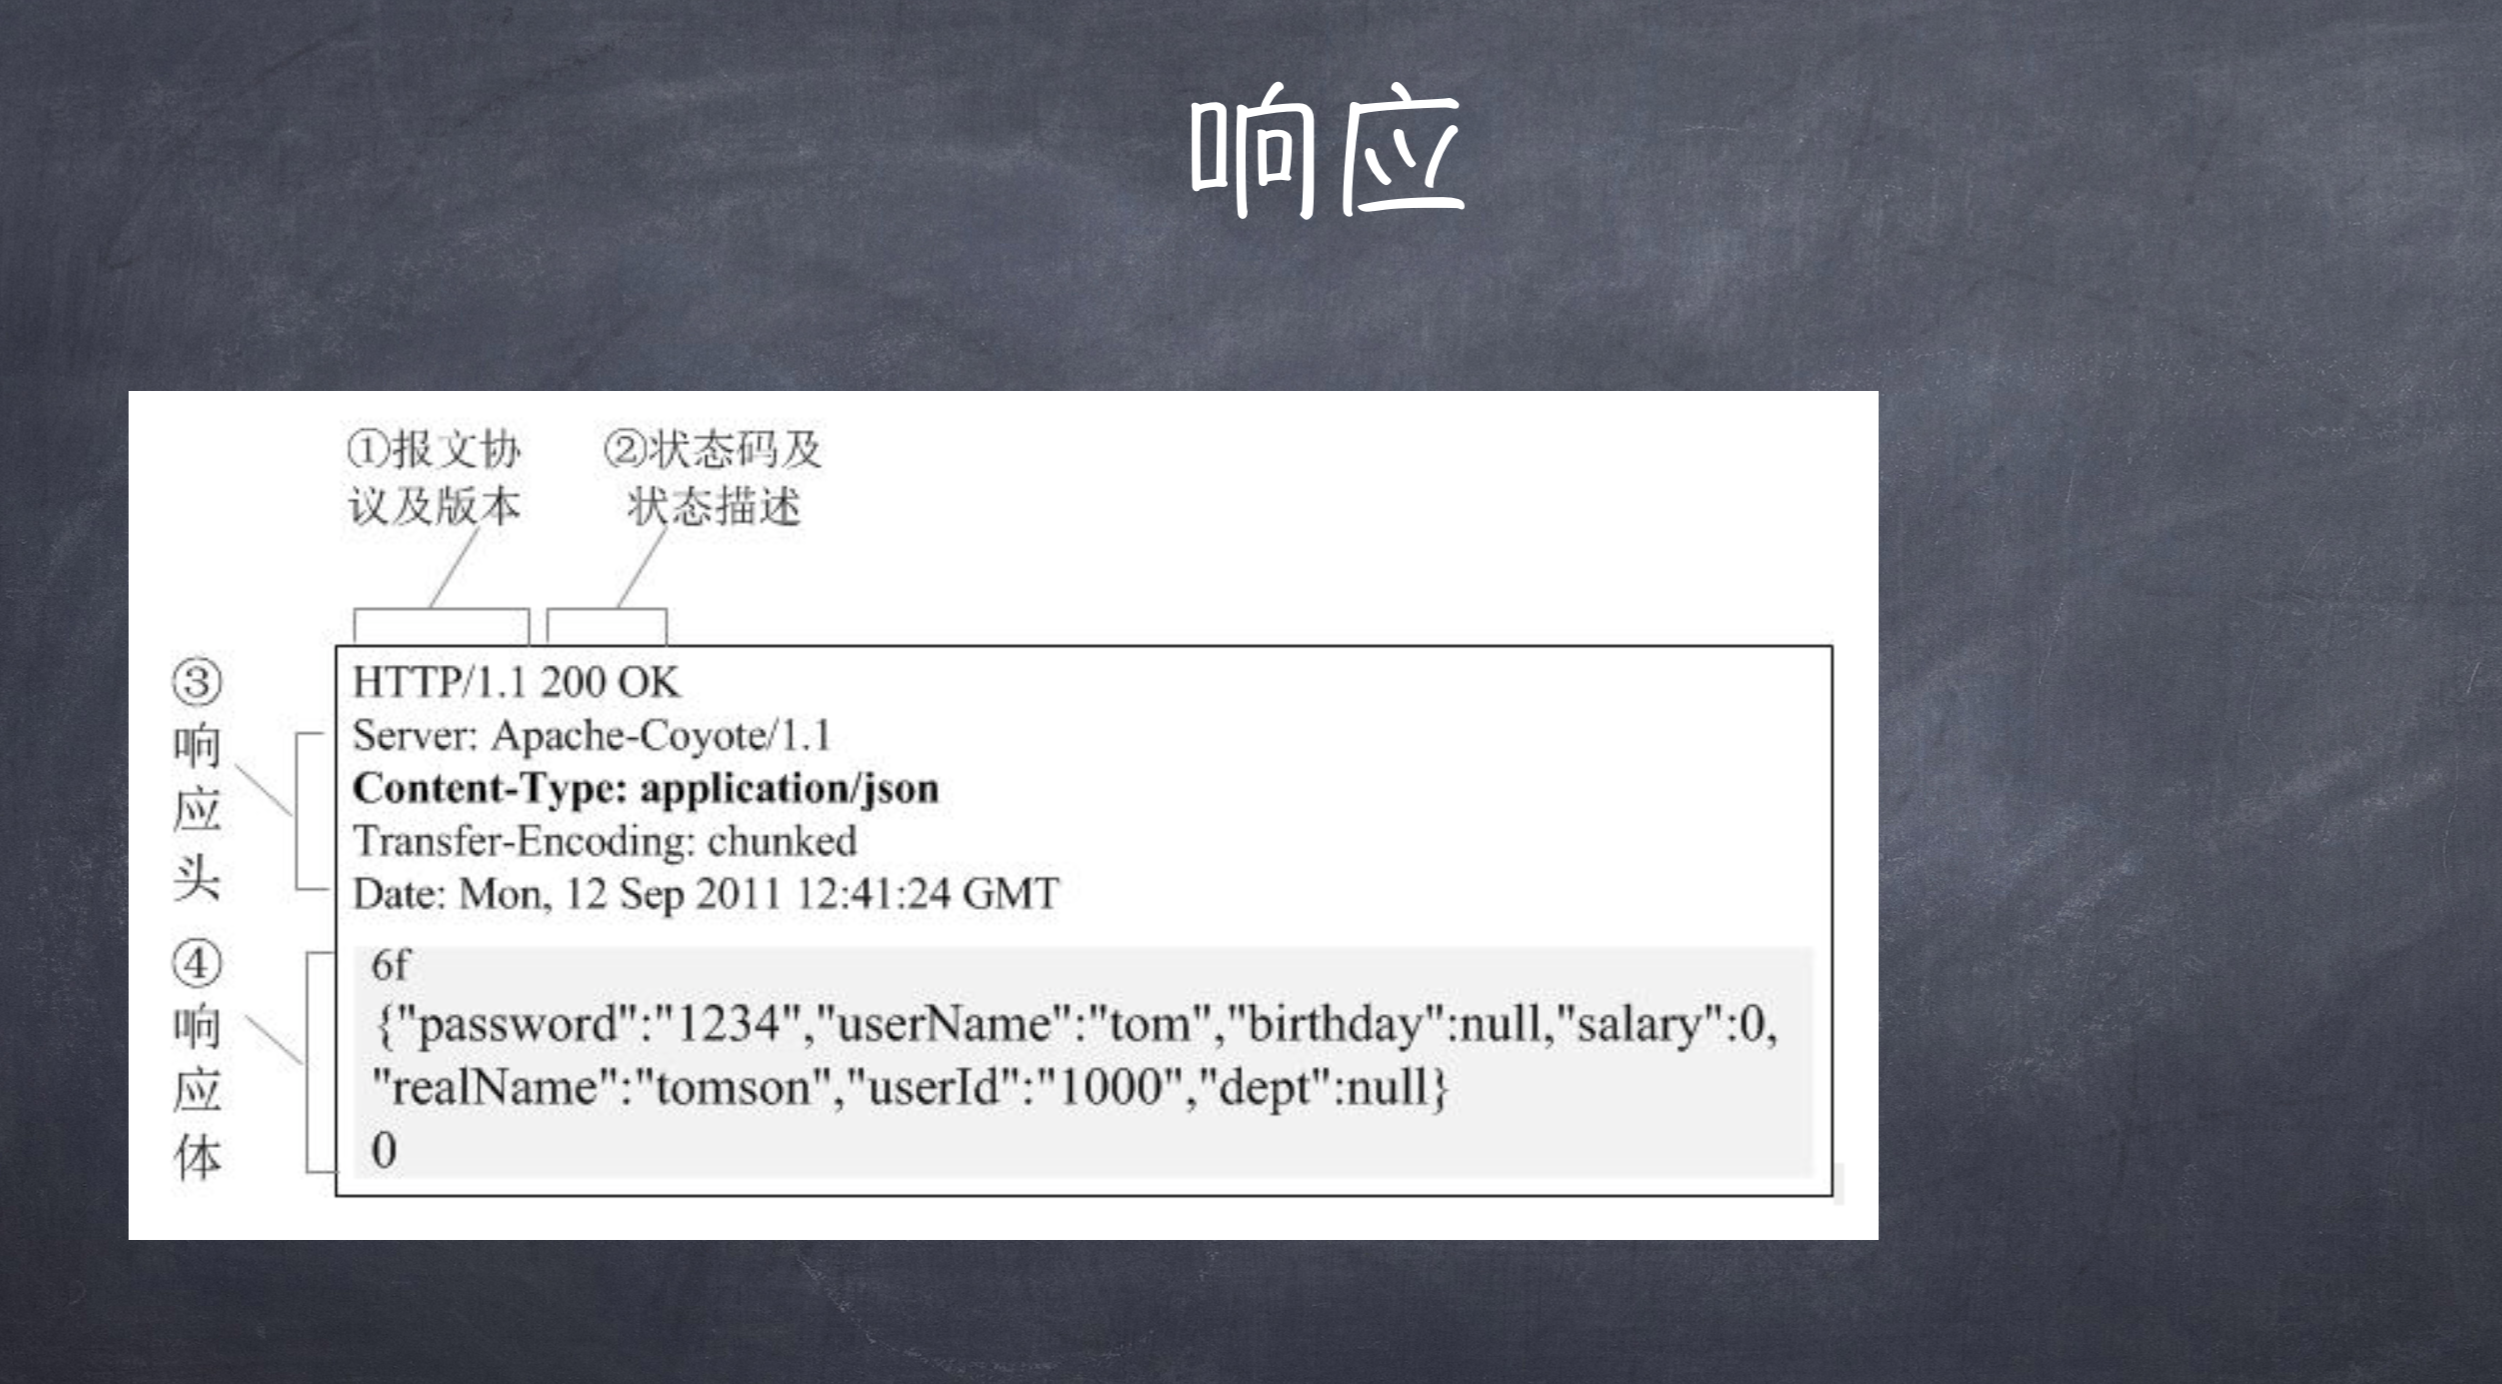 响应
①报文协
议及版本
②状态码及
状态描述
③响应头
HTTP/1.1 200 OK
Server: Apache-Coyote/1.1
Content-Type: application/json
Transfer-Encoding: chunked
Date: Mon, 12 Sep 2011 12:41:24 GMT
④响应体
6f
{"password":"1234","userName":"tom","birthday":null,"salary":0,
"realName":"tomson","userId":"1000","dept":null}
0